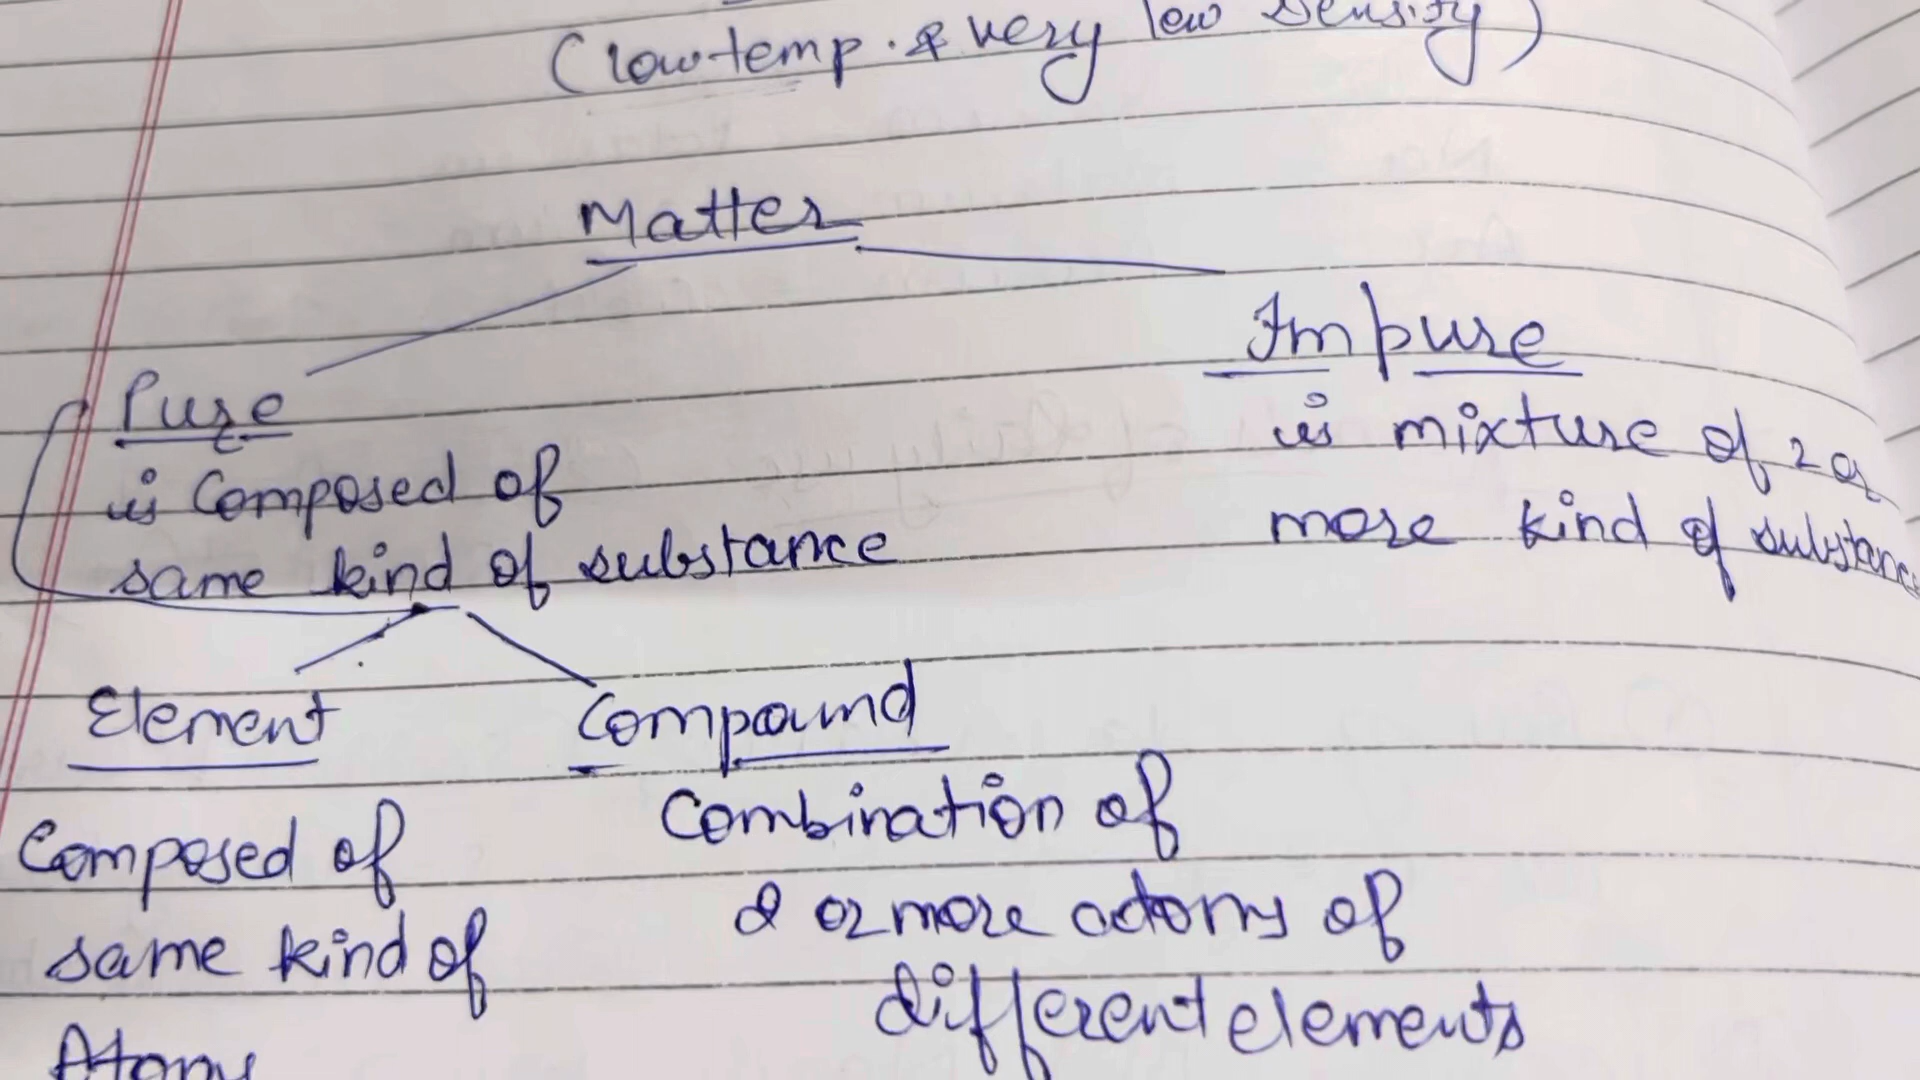 (low temp. & very low density)
Matter
Pure
is Composed of
same kind of substance
Impure
is mixture of 2 or
more kind of substance
Element
Composed of
same kind of
Atoms
Compound
Combination of
2 or more atoms of
different elements